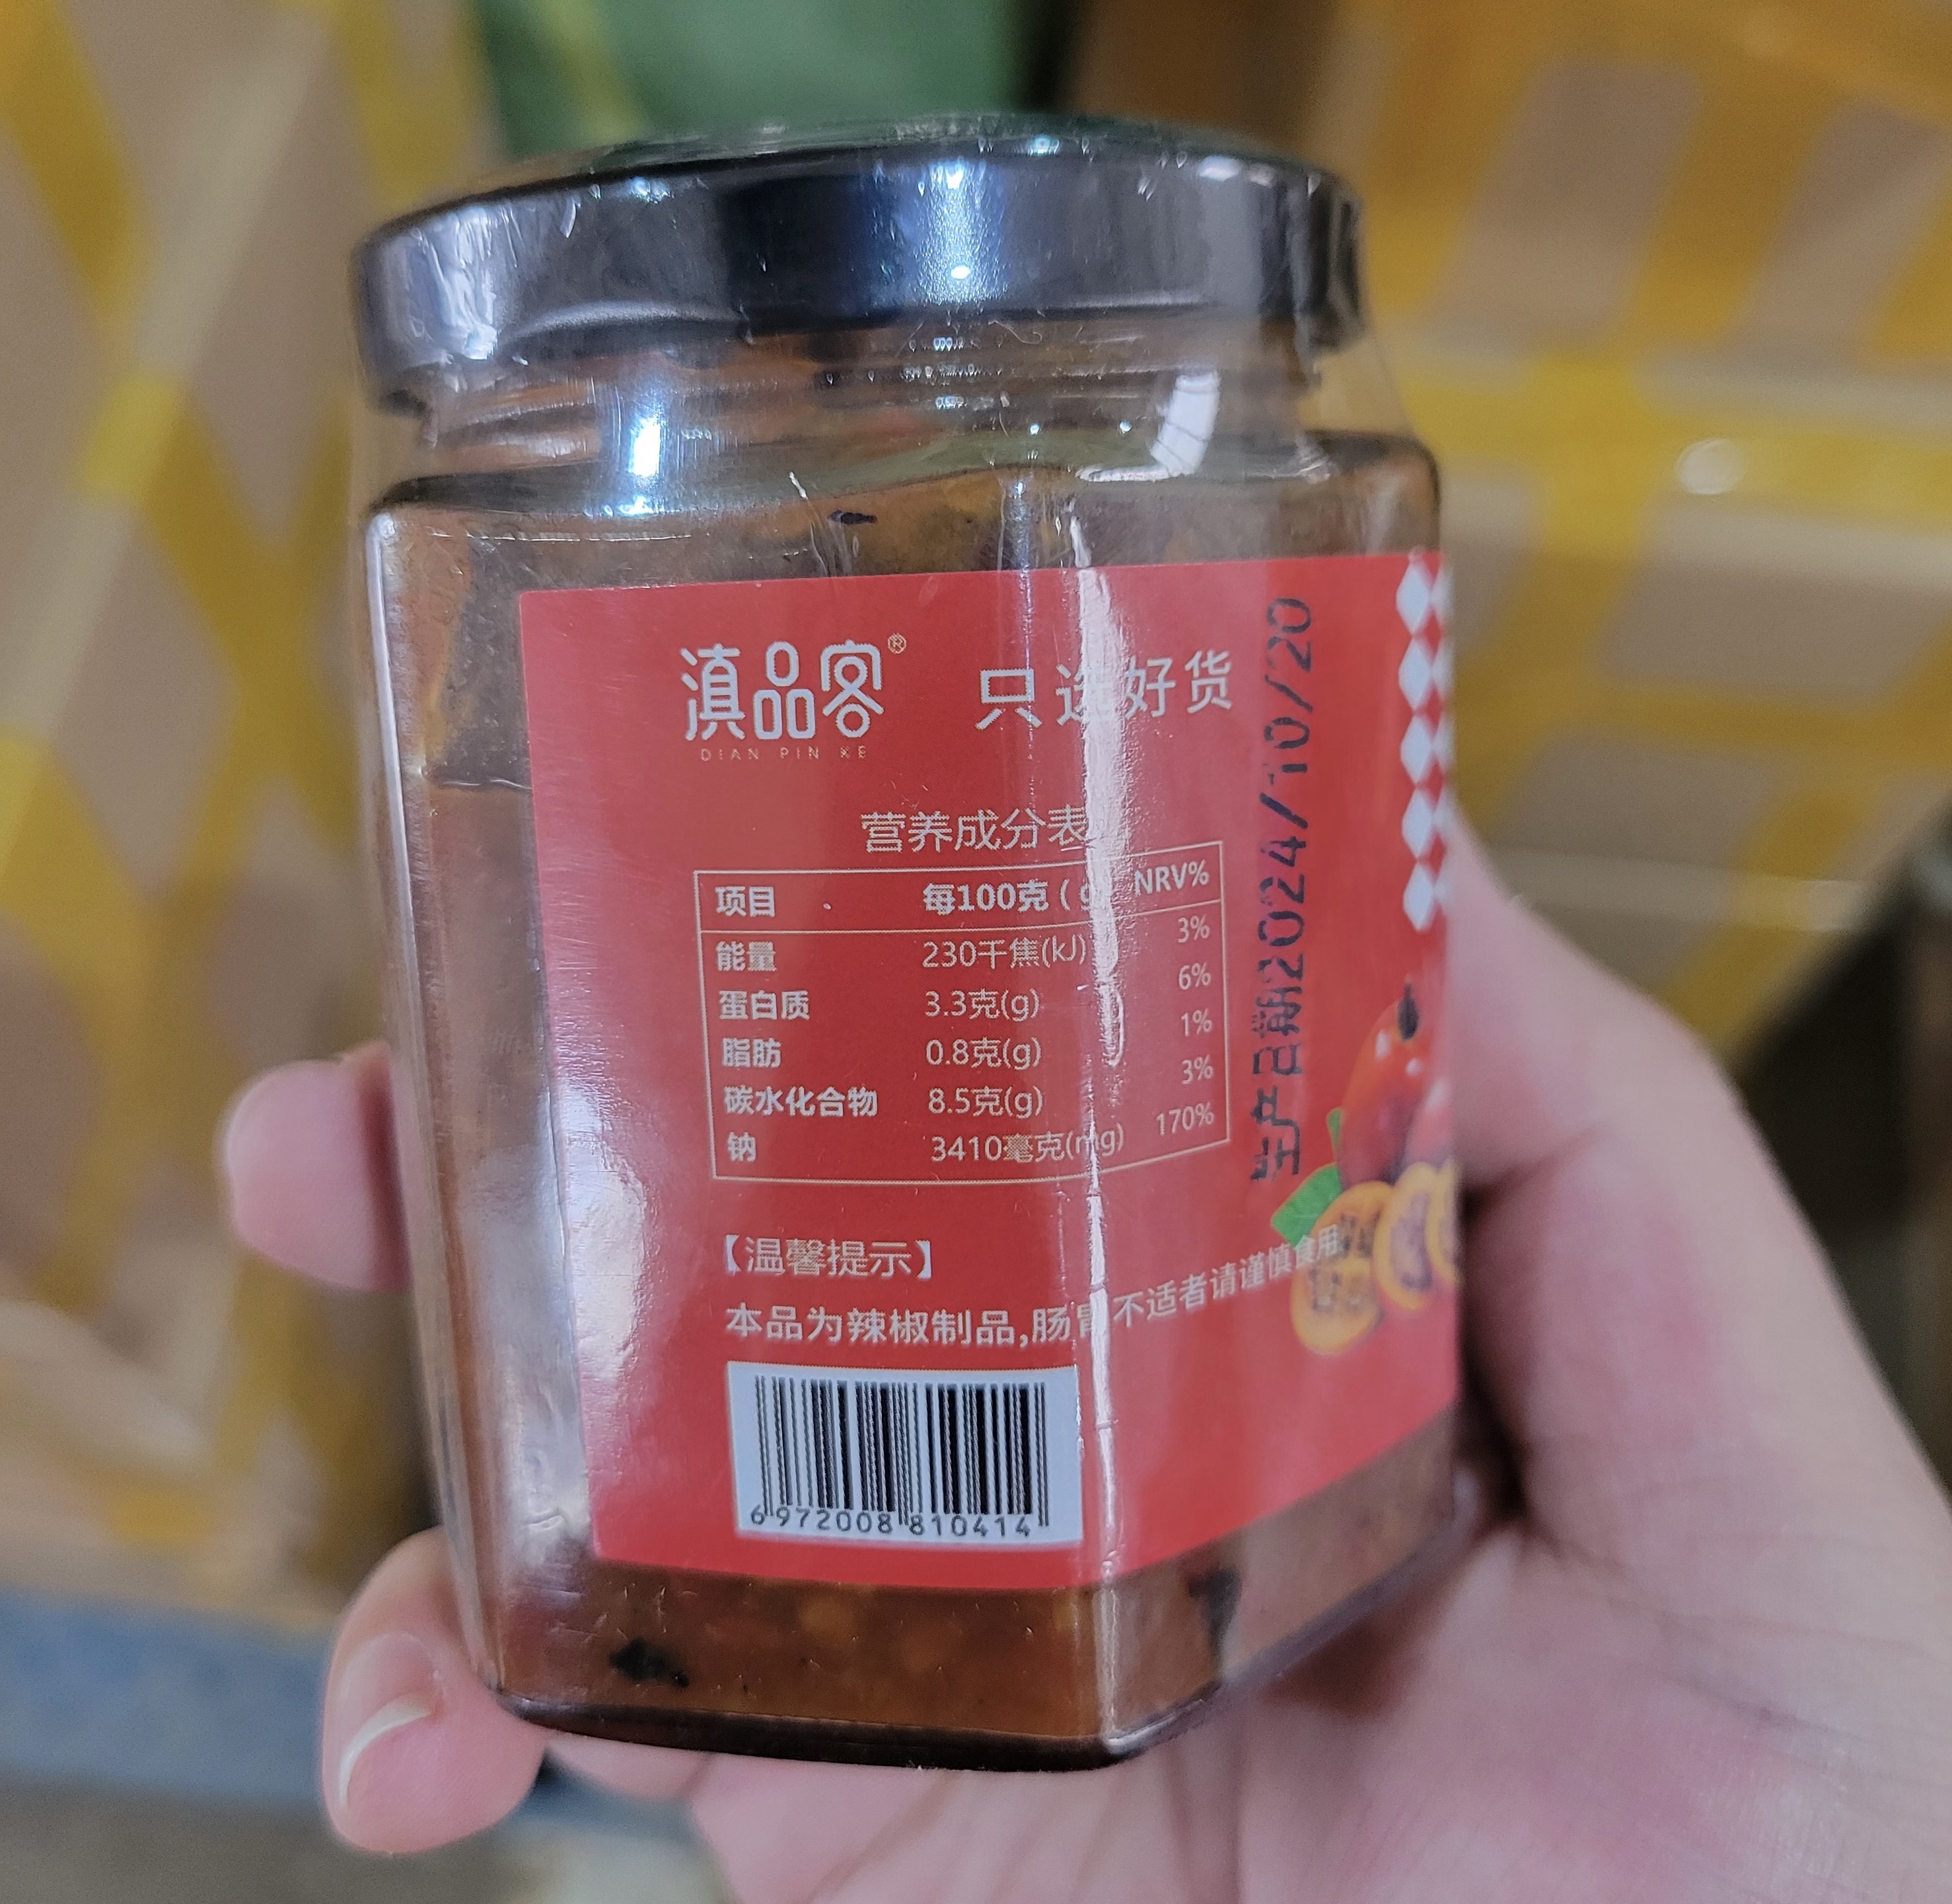 滇品客® 只选好货
DIAN PIN KE
营养成分表
项目 每100克(g) NRV%
能量 230千焦(kJ) 3%
蛋白质 3.3克(g) 6%
脂肪 0.8克(g) 1%
碳水化合物 8.5克(g) 3%
钠 3410毫克(mg) 170%
【温馨提示】
本品为辣椒制品,肠胃不适者请谨慎食用
6 972008 810414
生产日期2024/10/20